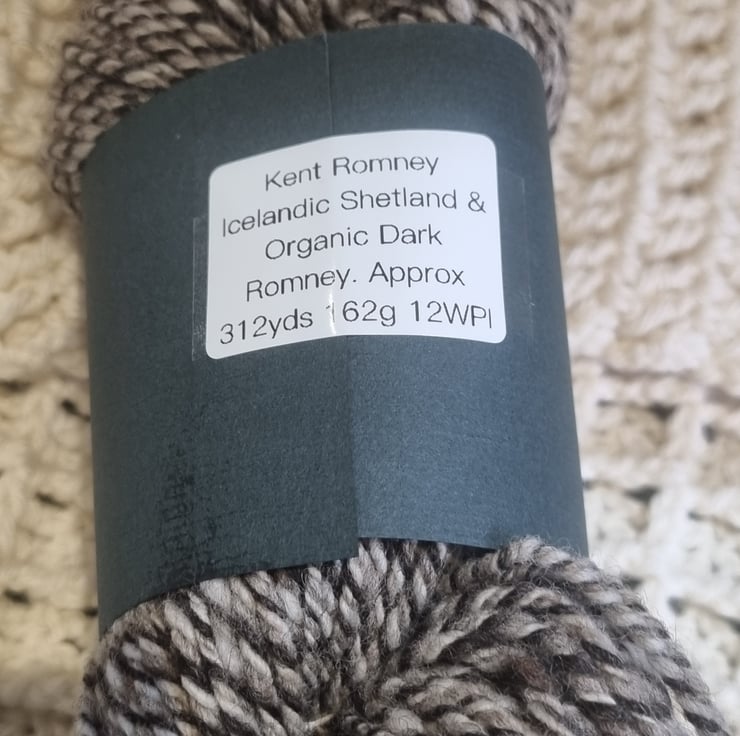 Kent Romney
Icelandic Shetland &
Organic Dark
Romney. Approx
312yds 162g 12WPI